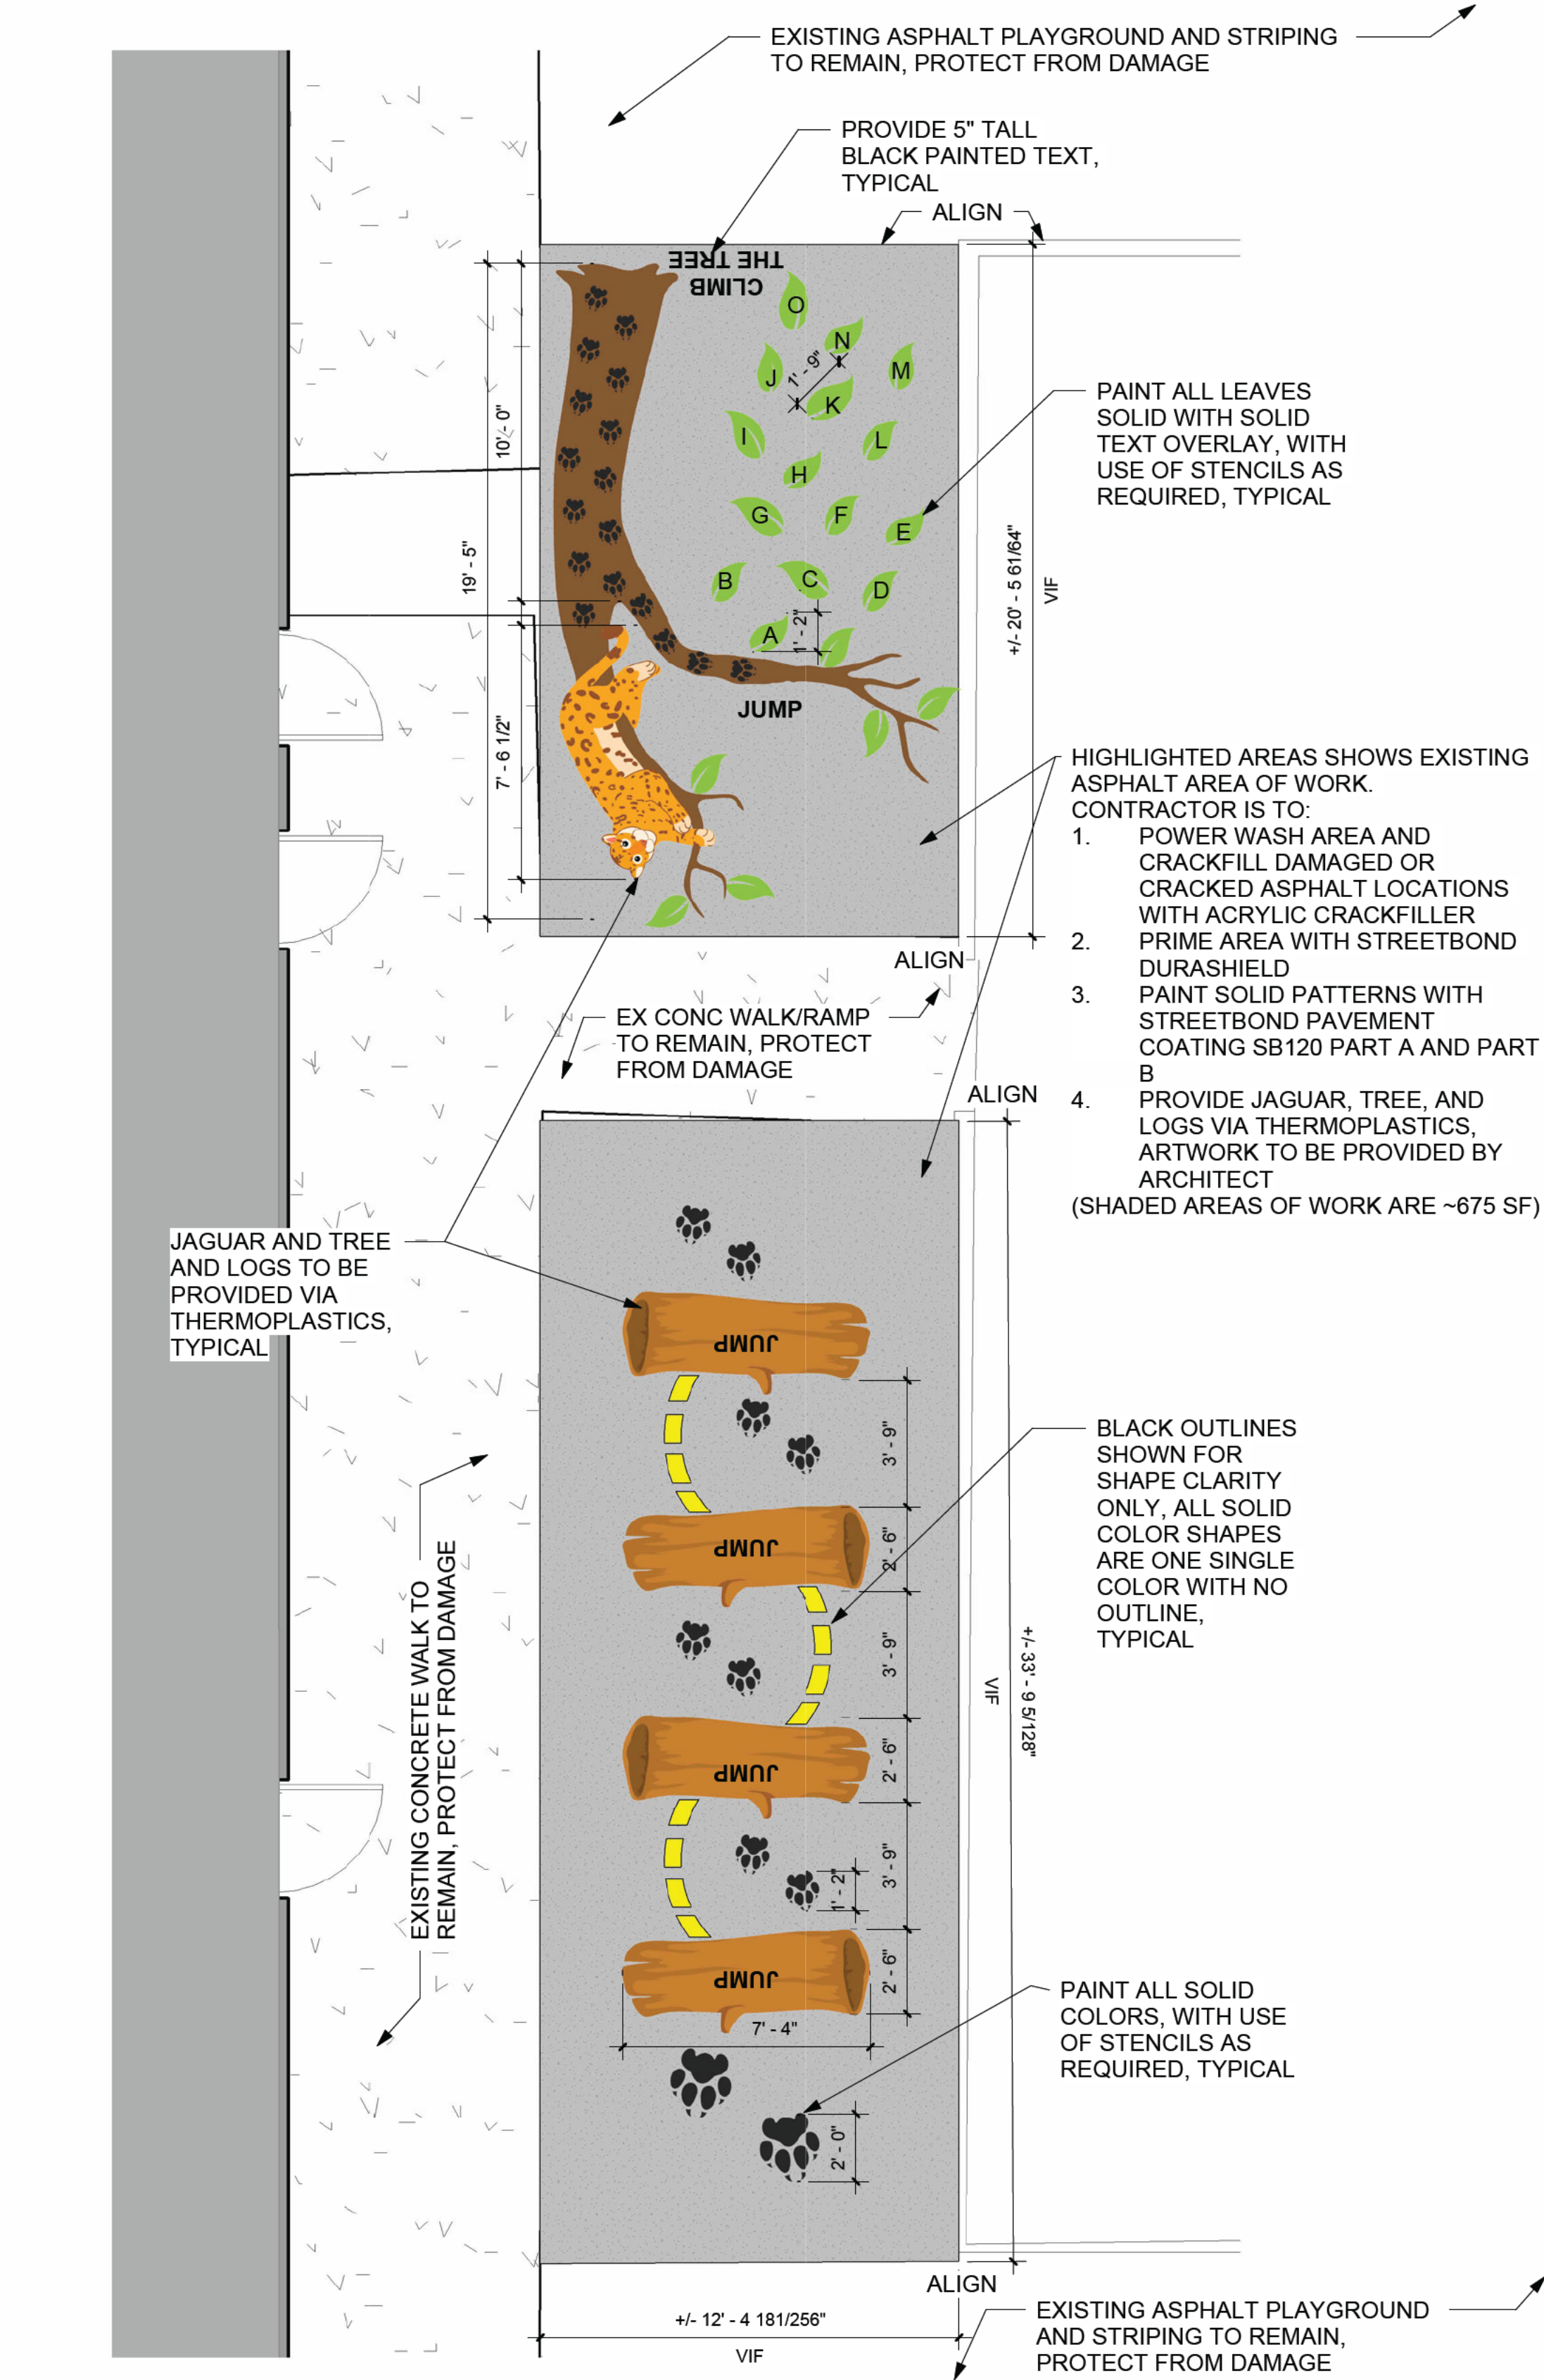 EXISTING ASPHALT PLAYGROUND AND STRIPING
TO REMAIN, PROTECT FROM DAMAGE
PROVIDE 5" TALL
BLACK PAINTED TEXT,
TYPICAL
ALIGN
CLIMB
THE TREE
O
N
1' - 9"
J
M
K
I
L
H
G
F
E
B
C
D
A
1' - 2"
10' - 0"
19' - 5"
7' - 6 1/2"
JUMP
+/- 20' - 5 61/64"
VIF
PAINT ALL LEAVES
SOLID WITH SOLID
TEXT OVERLAY, WITH
USE OF STENCILS AS
REQUIRED, TYPICAL
HIGHLIGHTED AREAS SHOWS EXISTING
ASPHALT AREA OF WORK.
CONTRACTOR IS TO:
1. POWER WASH AREA AND
CRACKFILL DAMAGED OR
CRACKED ASPHALT LOCATIONS
WITH ACRYLIC CRACKFILLER
2. PRIME AREA WITH STREETBOND
DURASHIELD
3. PAINT SOLID PATTERNS WITH
STREETBOND PAVEMENT
COATING SB120 PART A AND PART
B
4. PROVIDE JAGUAR, TREE, AND
LOGS VIA THERMOPLASTICS,
ARTWORK TO BE PROVIDED BY
ARCHITECT
(SHADED AREAS OF WORK ARE ~675 SF)
ALIGN
EX CONC WALK/RAMP
TO REMAIN, PROTECT
FROM DAMAGE
ALIGN
JAGUAR AND TREE
AND LOGS TO BE
PROVIDED VIA
THERMOPLASTICS,
TYPICAL
JUMP
3' - 9"
BLACK OUTLINES
SHOWN FOR
SHAPE CLARITY
ONLY, ALL SOLID
COLOR SHAPES
ARE ONE SINGLE
COLOR WITH NO
OUTLINE,
TYPICAL
JUMP
2' - 6"
EXISTING CONCRETE WALK TO
REMAIN, PROTECT FROM DAMAGE
3' - 9"
+/- 33' - 9 5/128"
VIF
JUMP
2' - 6"
3' - 9"
1' - 2"
JUMP
2' - 6"
7' - 4"
PAINT ALL SOLID
COLORS, WITH USE
OF STENCILS AS
REQUIRED, TYPICAL
2' - 0"
ALIGN
+/- 12' - 4 181/256"
VIF
EXISTING ASPHALT PLAYGROUND
AND STRIPING TO REMAIN,
PROTECT FROM DAMAGE